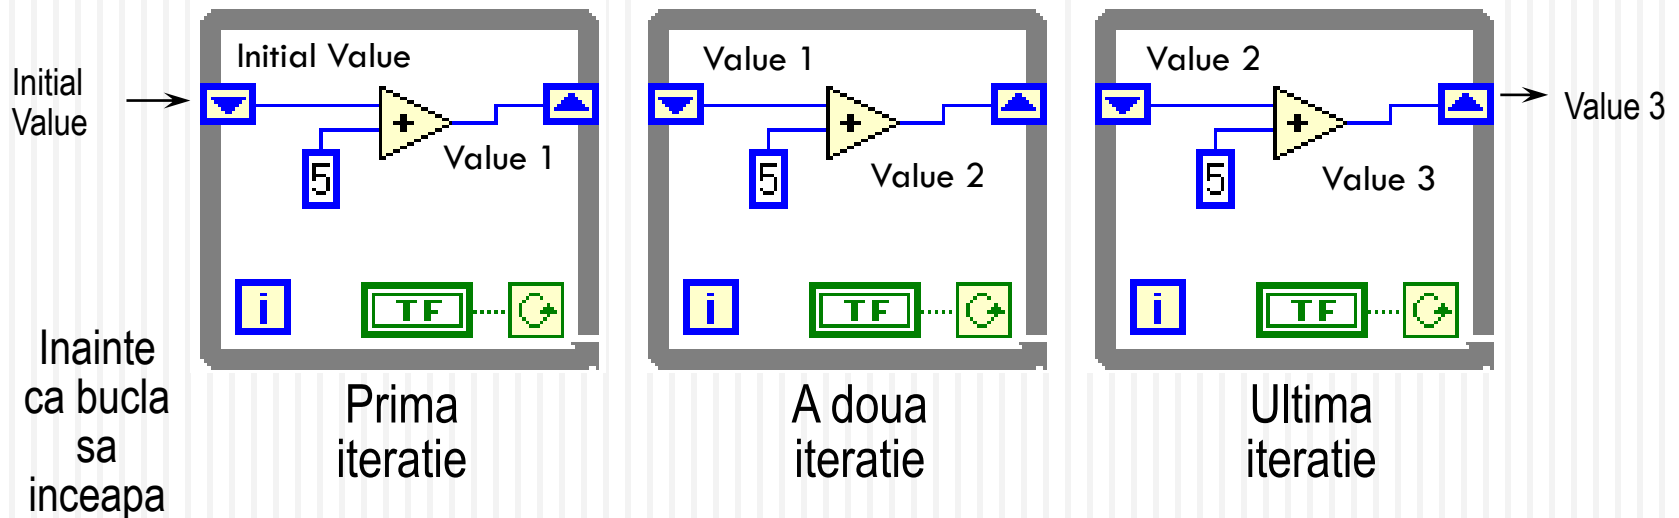 Initial
Value
Inainte
ca bucla
sa
inceapa
Initial Value
+
5
Value 1
i
TF
Prima
iteratie
Value 1
+
5
Value 2
i
TF
A doua
iteratie
Value 2
+
5
Value 3
i
TF
Ultima
iteratie
Value 3